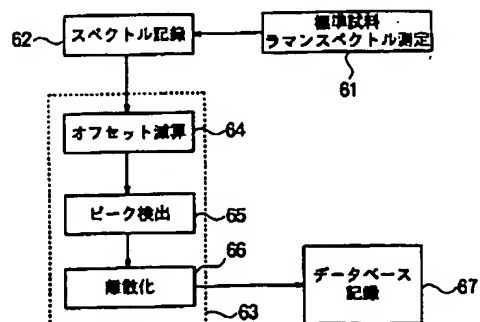 62
スペクトル記録
標準試料
ラマンスペクトル測定
61
オフセット減算
64
ピーク検出
65
66
離散化
データベース
記録
67
63